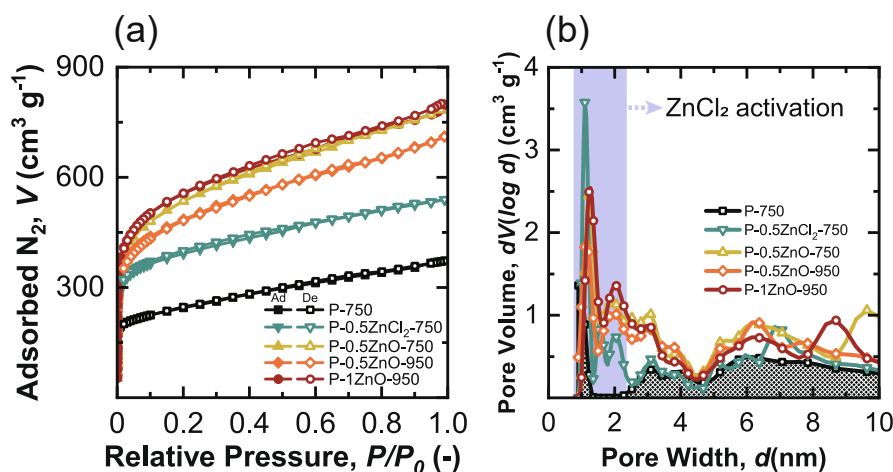 (a)
Adsorbed N₂, V (cm³ g⁻¹)
900
600
300
0
0.2
0.4
0.6
0.8
1.0
Relative Pressure, P/P₀ (-)
Ad De
P-750
P-0.5ZnCl₂-750
P-0.5ZnO-750
P-0.5ZnO-950
P-1ZnO-950
(b)
Pore Volume, dV(log d) (cm³ g⁻¹)
4
3
2
1
0
2
4
6
8
10
Pore Width, d(nm)
ZnCl₂ activation
P-750
P-0.5ZnCl₂-750
P-0.5ZnO-750
P-0.5ZnO-950
P-1ZnO-950